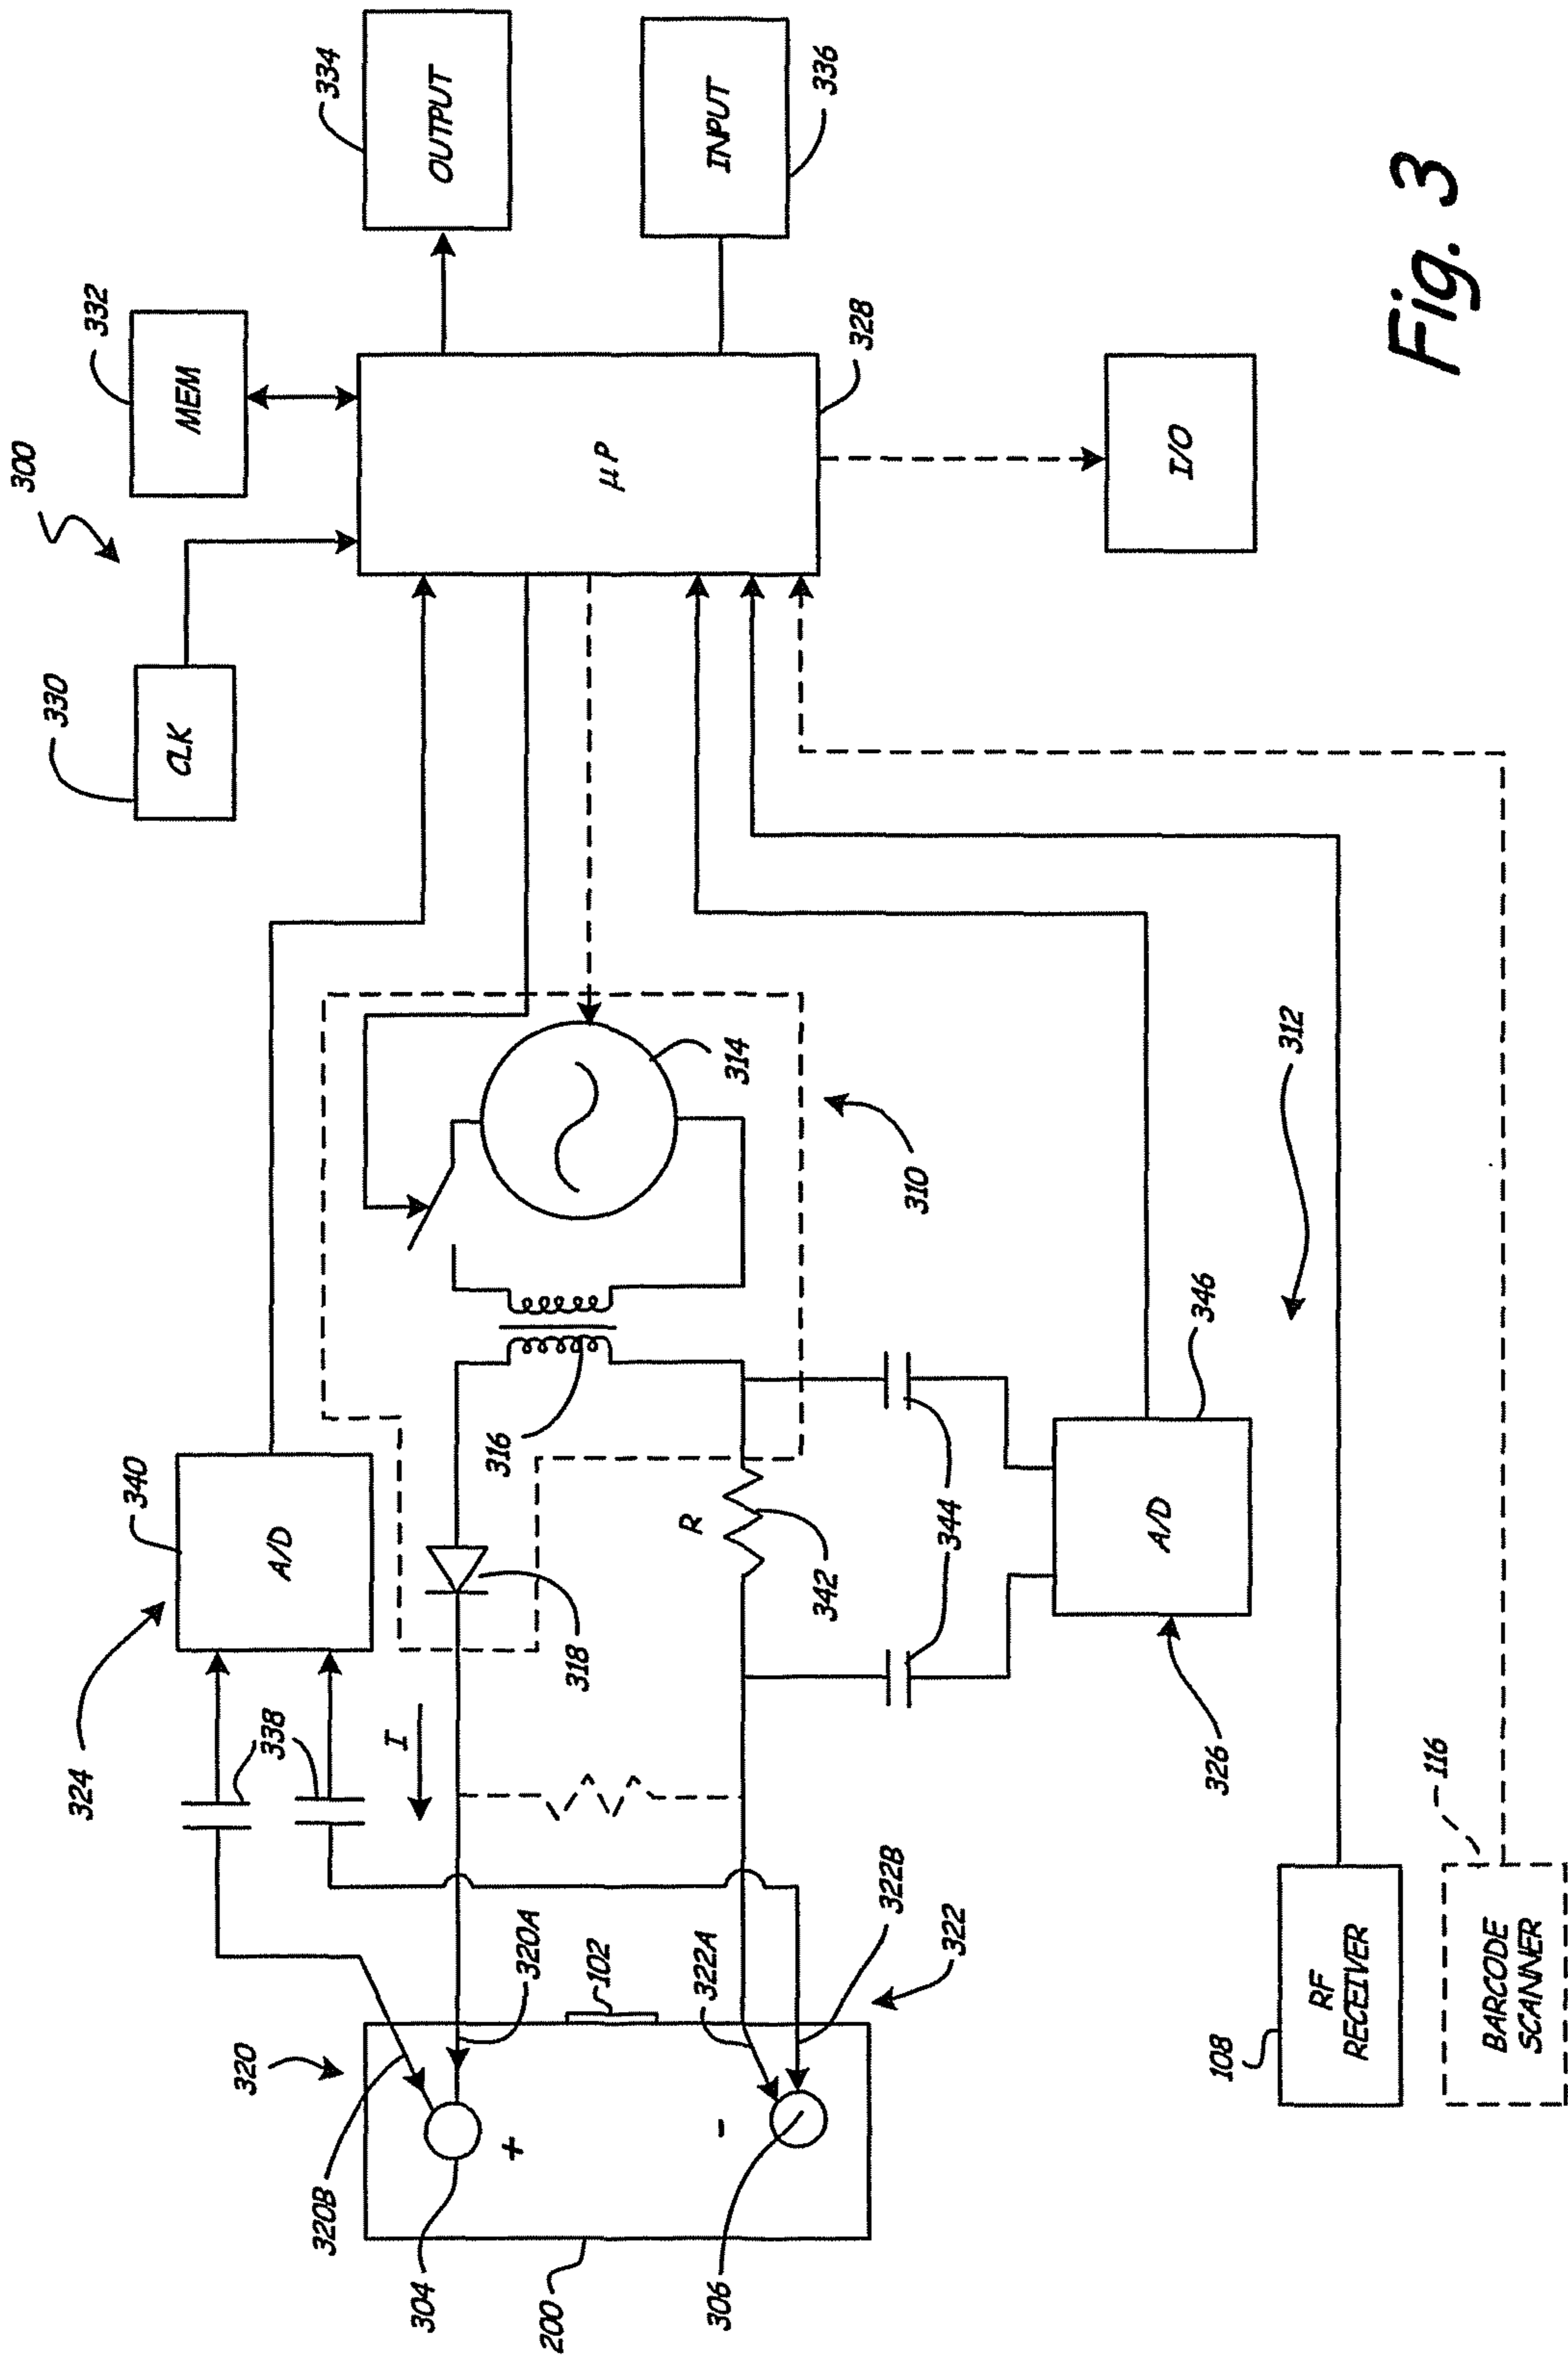 300
330
CLK
332
MEM
334
OUTPUT
336
INPUT
μP
328
I/O
324
340
A/D
338
I
318
316
314
310
R
342
344
A/D
346
326
312
320
320B
320A
304
+
-
102
322A
322B
322
306
200
108
RF
RECEIVER
116
BARCODE
SCANNER
Fig. 3